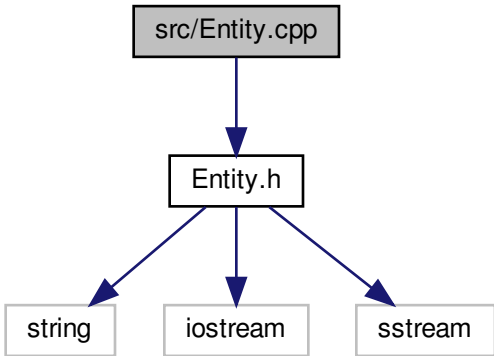 src/Entity.cpp
Entity.h
string
iostream
sstream